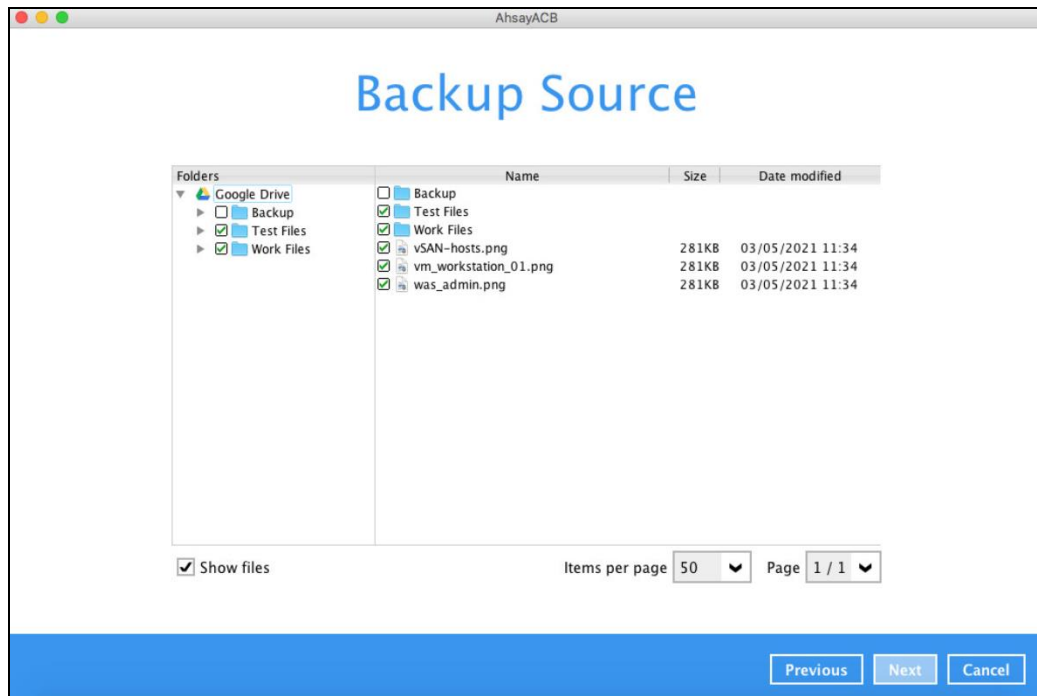 AhsayACB
Backup Source
Folders Name Size Date modified
Google Drive
Backup
Test Files
Work Files
Backup
Test Files
Work Files
vSAN-hosts.png 281KB 03/05/2021 11:34
vm_workstation_01.png 281KB 03/05/2021 11:34
was_admin.png 281KB 03/05/2021 11:34
Show files Items per page 50 Page 1 / 1
Previous Next Cancel